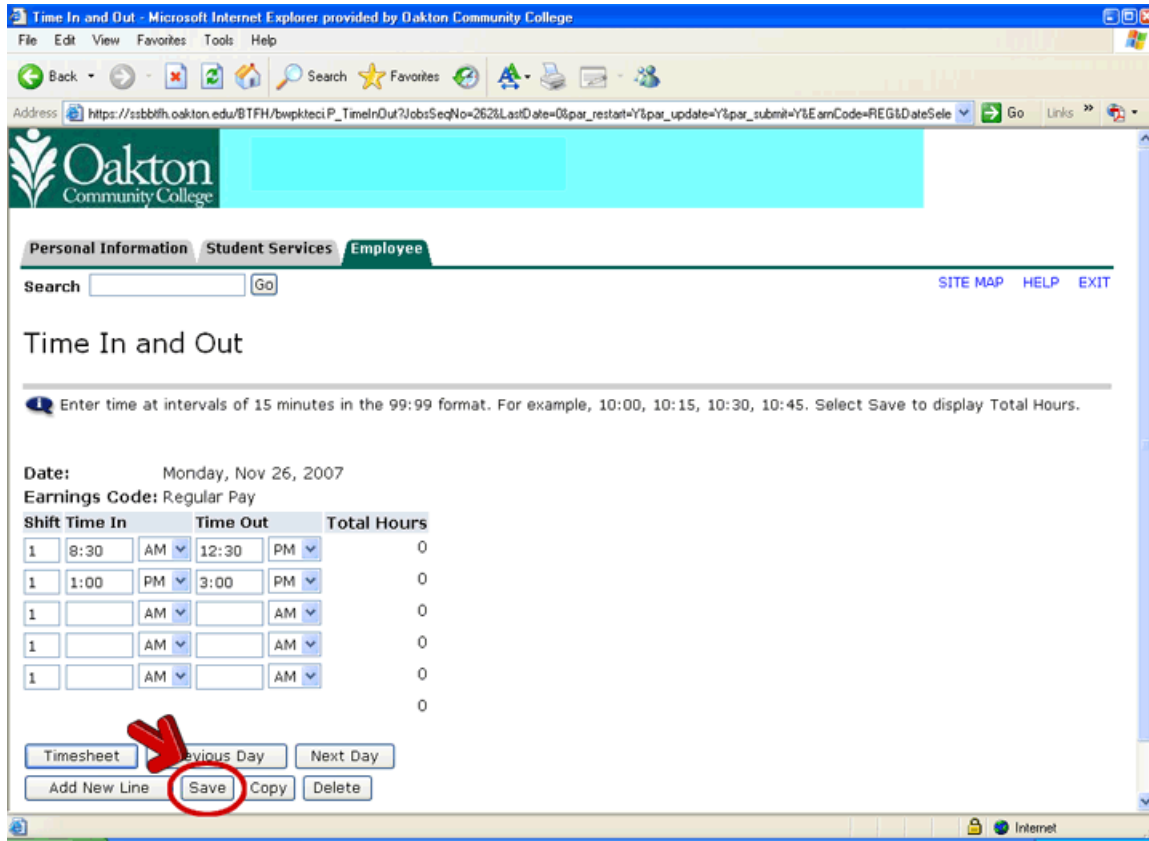 Time In and Out - Microsoft Internet Explorer provided by Oakton Community College
File Edit View Favorites Tools Help
Back Search Favorites
Address https://ssbbtfh.oakton.edu/BTFH/bwpkteci.P_TimeInOut?JobsSeqNo=262&LastDate=0&par_restart=Y&par_update=Y&par_submit=Y&EarnCode=REG&DateSele Go Links »
Oakton
Community College
Personal Information Student Services Employee
Search Go SITE MAP HELP EXIT
Time In and Out
Enter time at intervals of 15 minutes in the 99:99 format. For example, 10:00, 10:15, 10:30, 10:45. Select Save to display Total Hours.
Date: Monday, Nov 26, 2007
Earnings Code: Regular Pay
Shift Time In Time Out Total Hours
1 8:30 AM 12:30 PM 0
1 1:00 PM 3:00 PM 0
1 AM AM 0
1 AM AM 0
1 AM AM 0
0
Timesheet evious Day Next Day
Add New Line Save Copy Delete
Internet